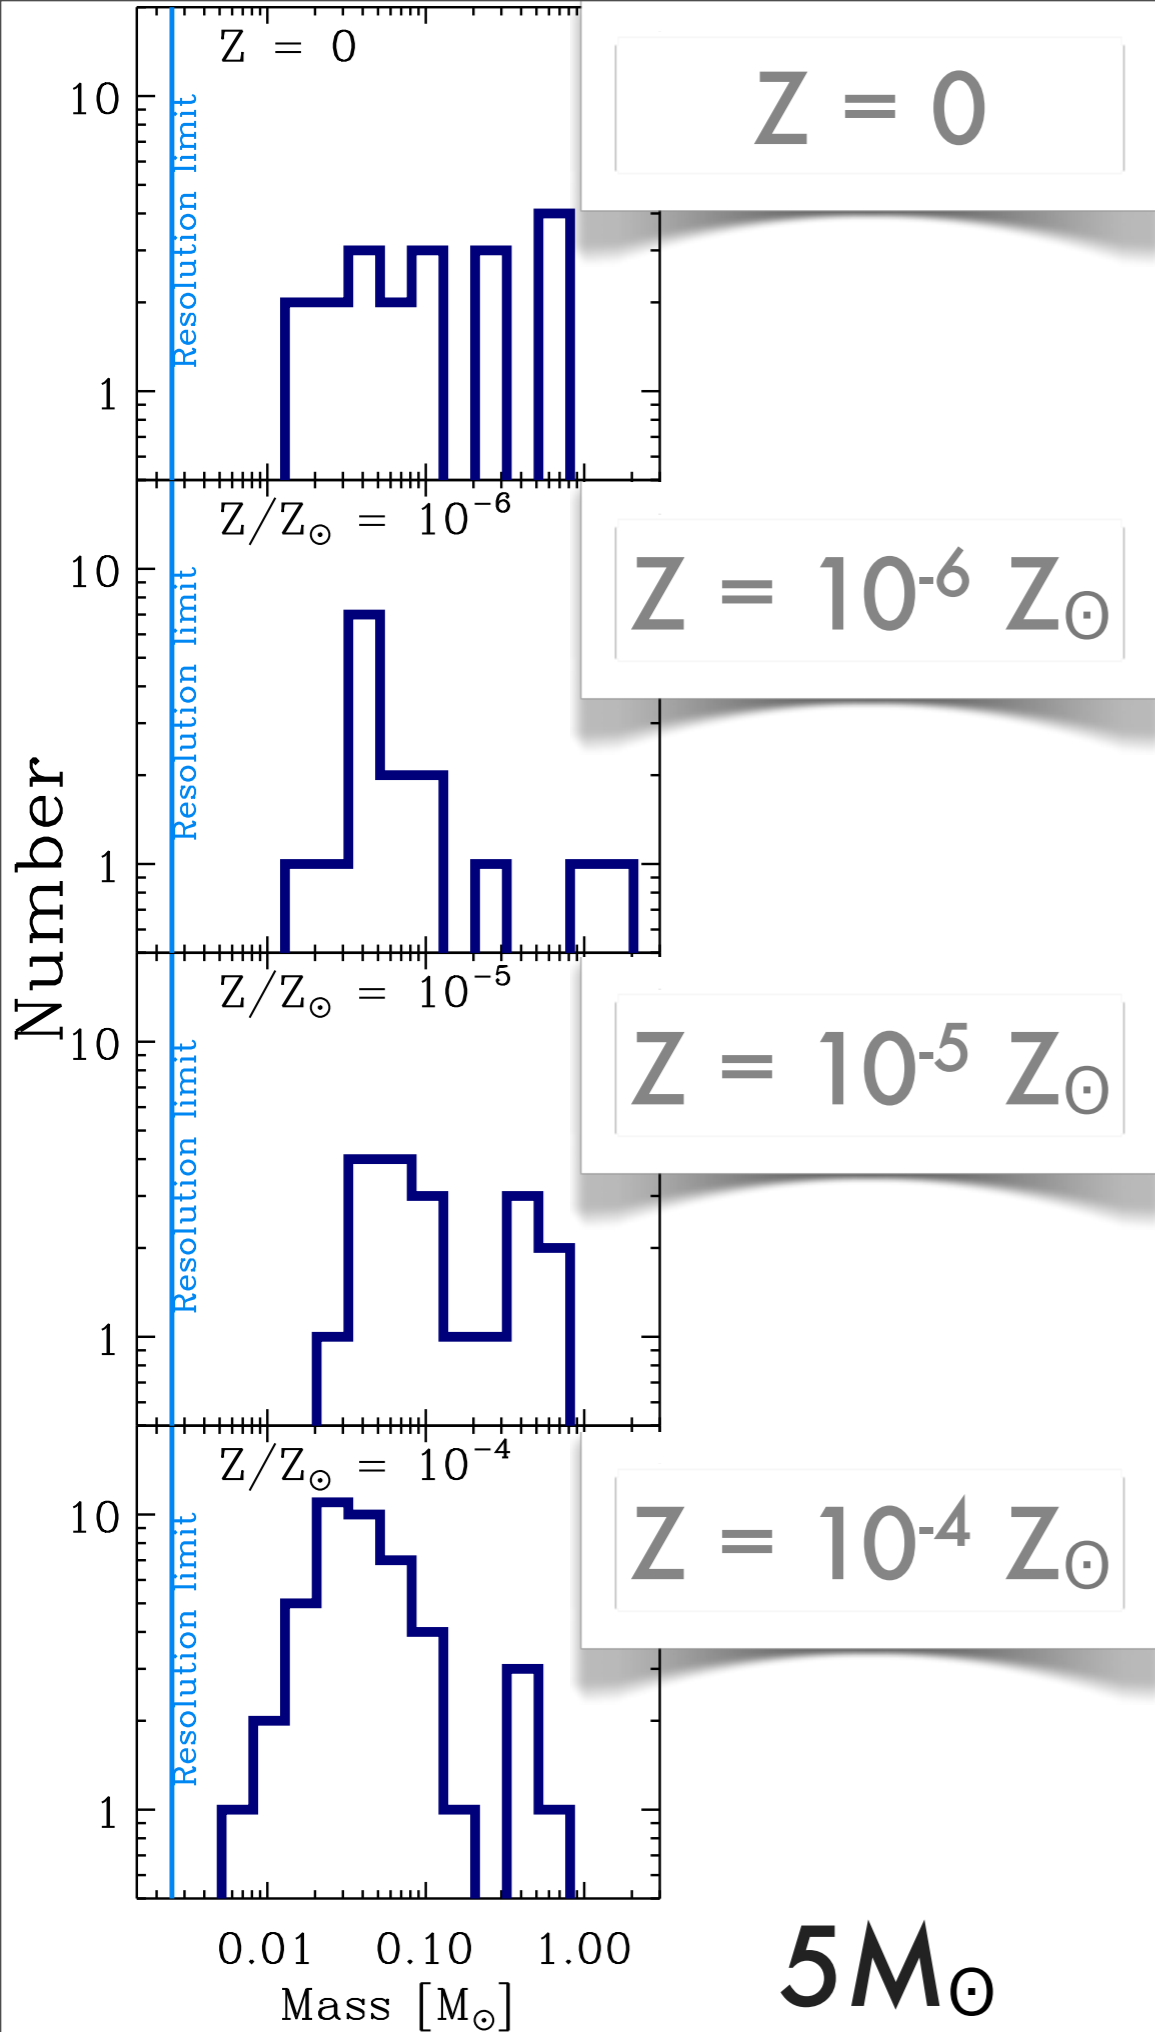 Z = 0
Z = 0
10
Resolution limit
1
Z/Z☉ = 10⁻⁶
Z = 10⁻⁶ Z☉
10
Resolution limit
1
Number
Z/Z☉ = 10⁻⁵
Z = 10⁻⁵ Z☉
10
Resolution limit
1
Z/Z☉ = 10⁻⁴
Z = 10⁻⁴ Z☉
10
Resolution limit
1
0.01 0.10 1.00
Mass [M☉]
5M☉